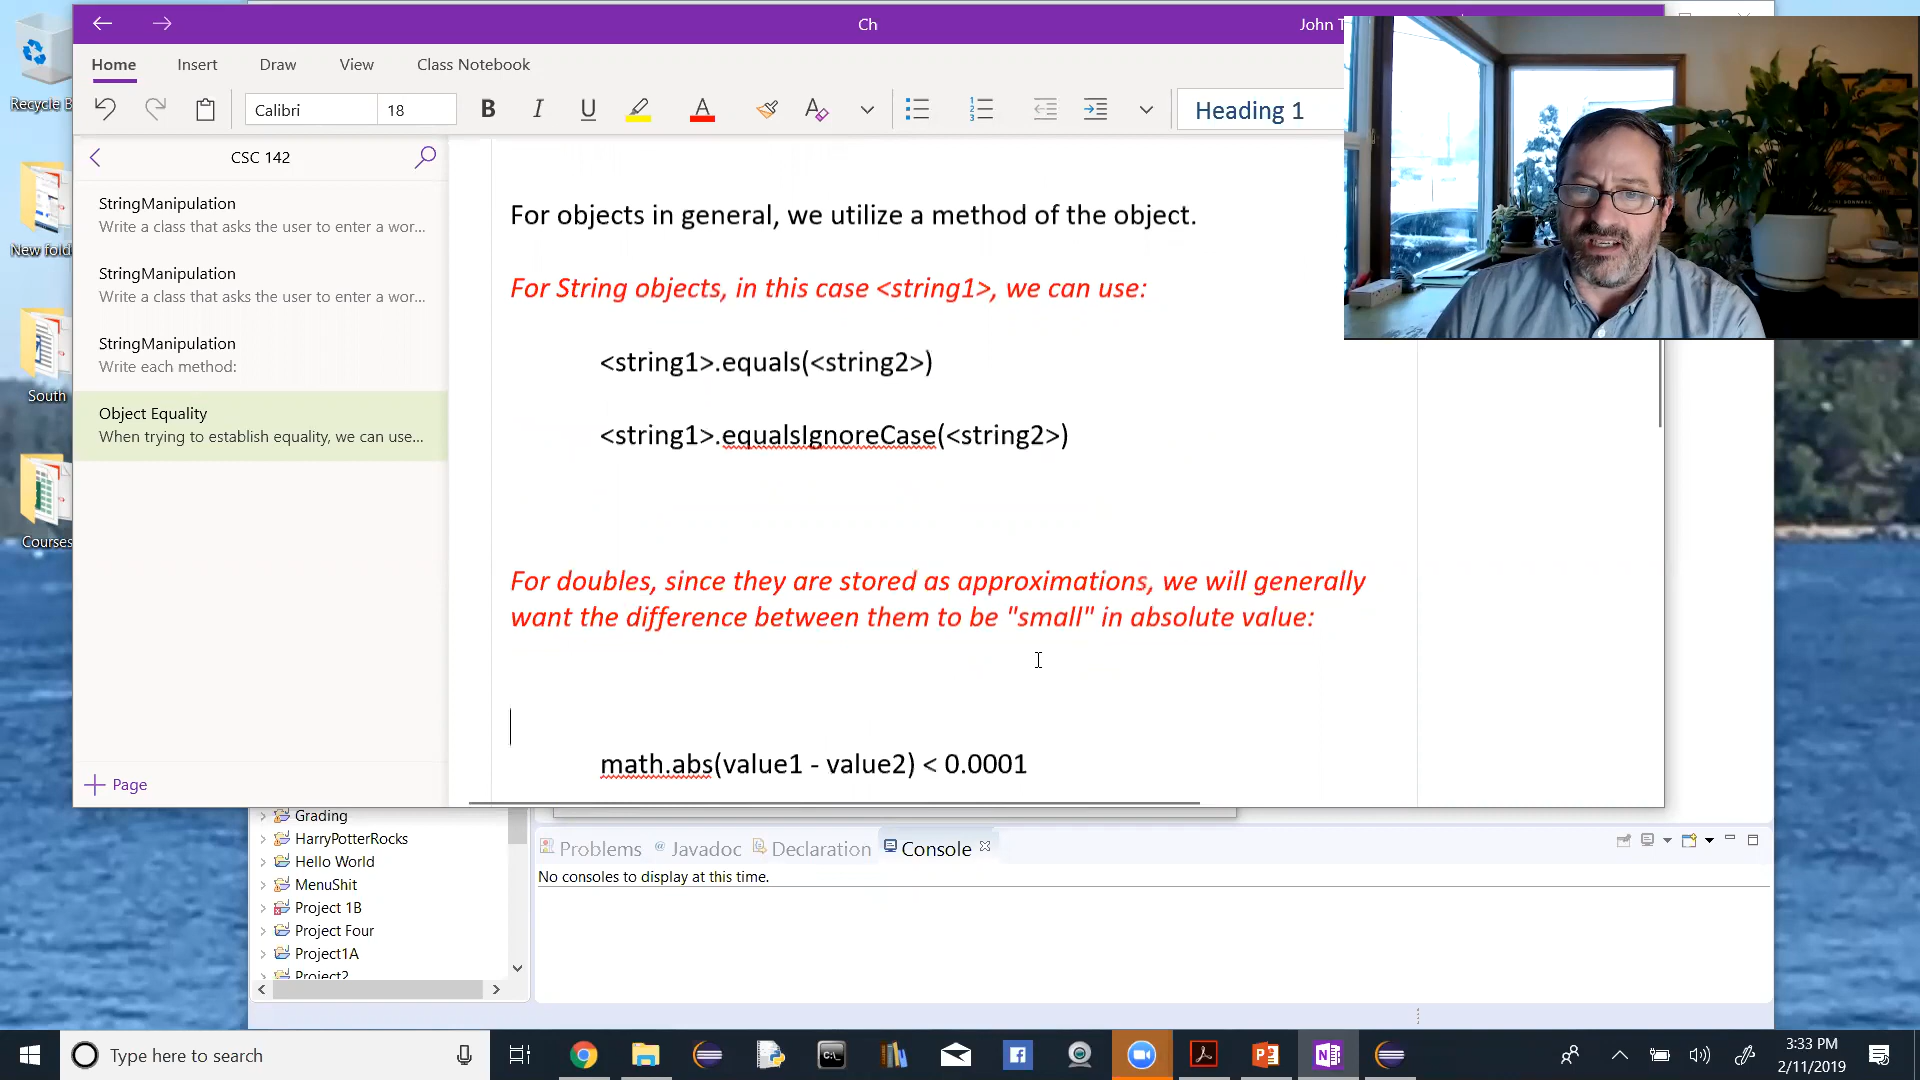 Ch
John T
Home Insert Draw View Class Notebook
Calibri 18 B I U A A Heading 1
Recycle B
New fold
South
Courses
CSC 142
StringManipulation
Write a class that asks the user to enter a wor...
StringManipulation
Write a class that asks the user to enter a wor...
StringManipulation
Write each method:
Object Equality
When trying to establish equality, we can use...
Page
For objects in general, we utilize a method of the object.
For String objects, in this case <string1>, we can use:
<string1>.equals(<string2>)
<string1>.equalsIgnoreCase(<string2>)
For doubles, since they are stored as approximations, we will generally
want the difference between them to be "small" in absolute value:
math.abs(value1 - value2) < 0.0001
Grading
HarryPotterRocks
Hello World
MenuShit
Project 1B
Project Four
Project1A
Project2
Problems @ Javadoc Declaration Console
No consoles to display at this time.
Type here to search
3:33 PM
2/11/2019